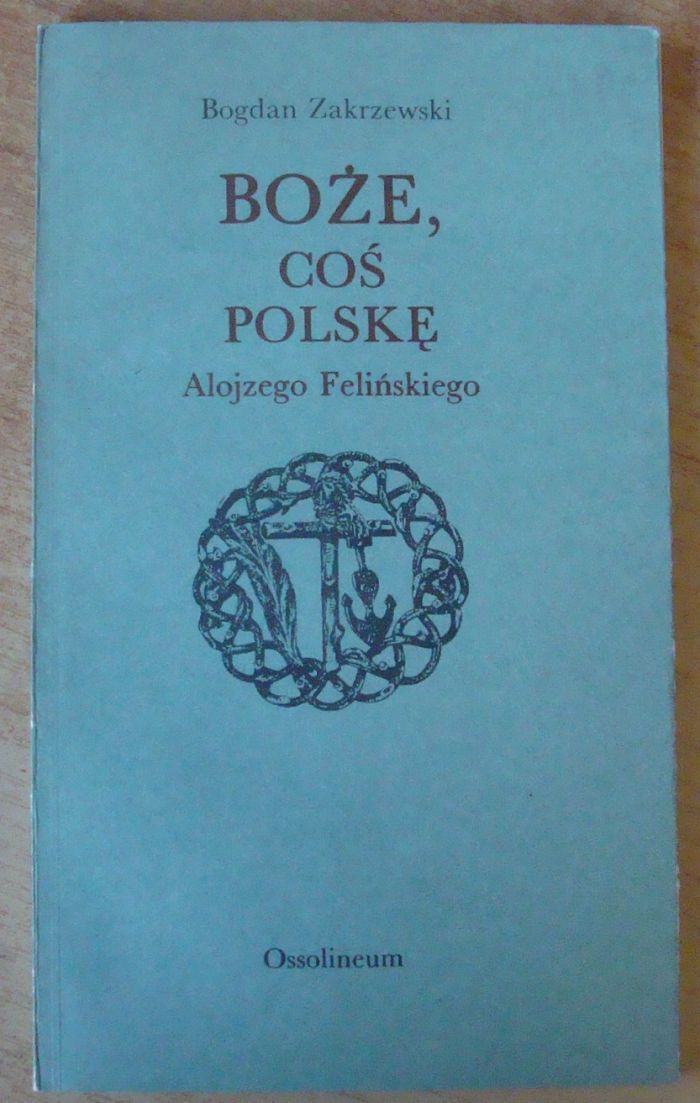 Bogdan Zakrzewski
BOŻE,
COŚ
POLSKĘ
Alojzego Felińskiego
Ossolineum